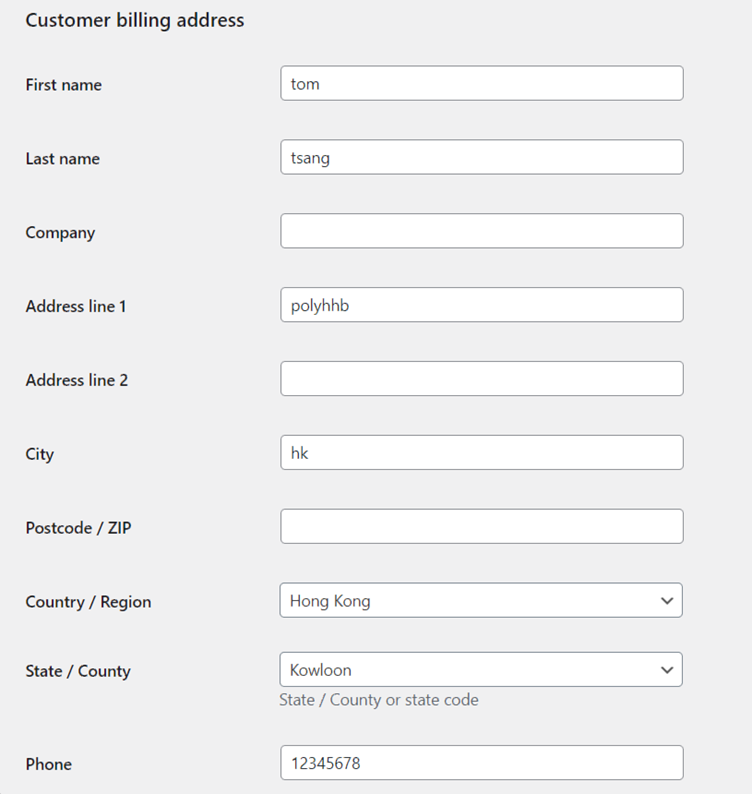 Customer billing address
First name tom
Last name tsang
Company
Address line 1 polyhhb
Address line 2
City hk
Postcode / ZIP
Country / Region Hong Kong
State / County Kowloon
State / County or state code
Phone 12345678